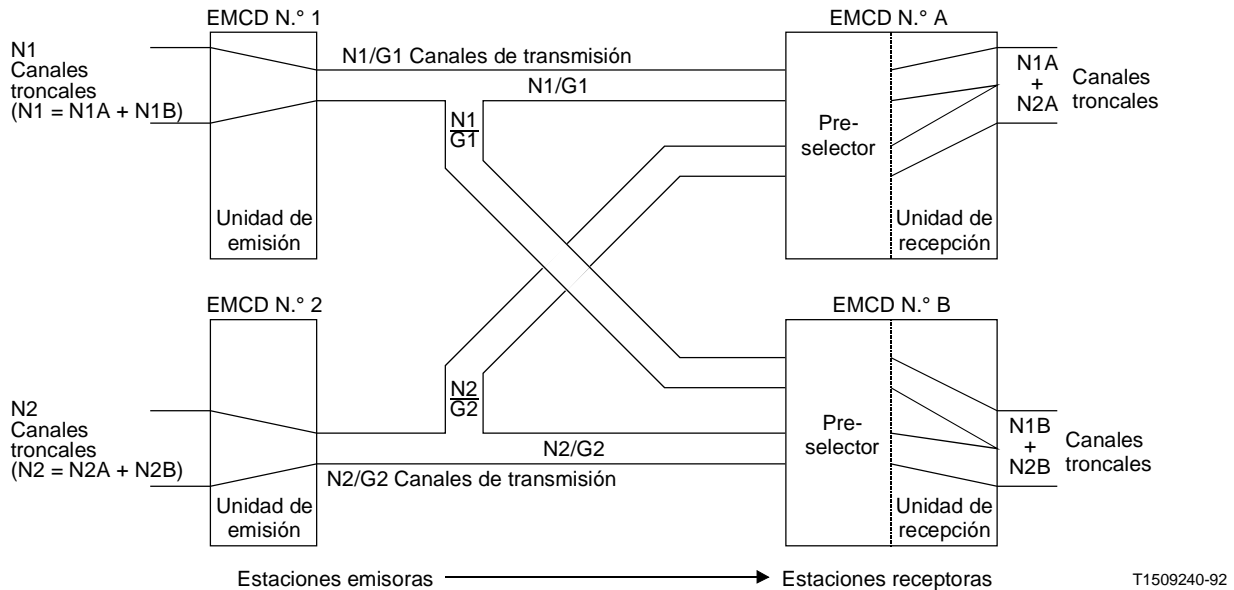 EMCD N.° 1
EMCD N.° A
N1
Canales
troncales
(N1 = N1A + N1B)
N1/G1 Canales de transmisión
N1/G1
N1
G1
Pre-
selector
N1A
+
N2A
Canales
troncales
Unidad de
emisión
Unidad de
recepción
EMCD N.° 2
EMCD N.° B
N2
Canales
troncales
(N2 = N2A + N2B)
N2
G2
N2/G2
N2/G2 Canales de transmisión
Pre-
selector
N1B
+
N2B
Canales
troncales
Unidad de
emisión
Unidad de
recepción
Estaciones emisoras
Estaciones receptoras
T1509240-92